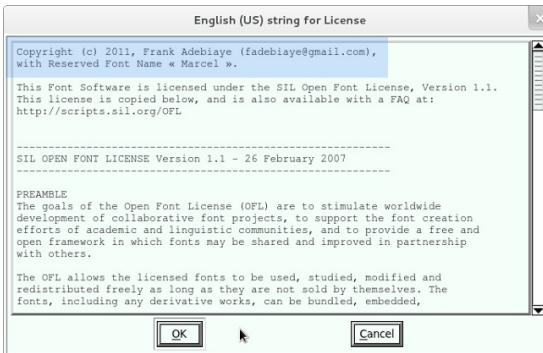 English (US) string for License
Copyright (c) 2011, Frank Adebiaye (fadebiaye@gmail.com),
with Reserved Font Name « Marcel ».
This Font Software is licensed under the SIL Open Font License, Version 1.1.
This license is copied below, and is also available with a FAQ at:
http://scripts.sil.org/OFL
-----------------------------------------------------------
SIL OPEN FONT LICENSE Version 1.1 - 26 February 2007
-----------------------------------------------------------
PREAMBLE
The goals of the Open Font License (OFL) are to stimulate worldwide
development of collaborative font projects, to support the font creation
efforts of academic and linguistic communities, and to provide a free and
open framework in which fonts may be shared and improved in partnership
with others.
The OFL allows the licensed fonts to be used, studied, modified and
redistributed freely as long as they are not sold by themselves. The
fonts, including any derivative works, can be bundled, embedded,
OK Cancel